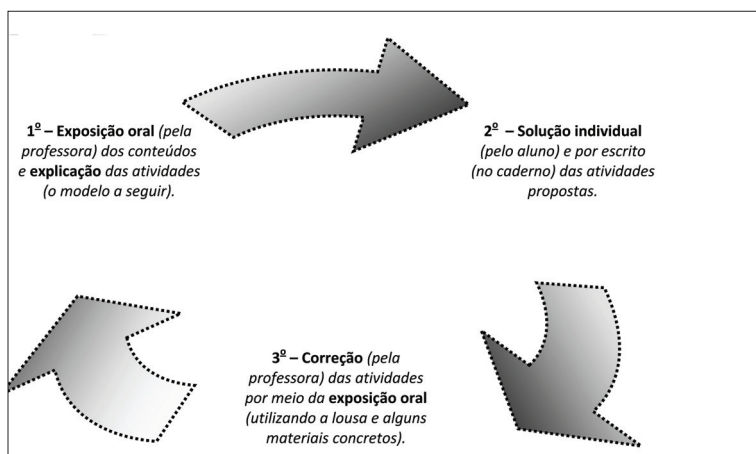 1º – Exposição oral (pela
professora) dos conteúdos
e explicação das atividades
(o modelo a seguir).
2º – Solução individual
(pelo aluno) e por escrito
(no caderno) das atividades
propostas.
3º – Correção (pela
professora) das atividades
por meio da exposição oral
(utilizando a lousa e alguns
materiais concretos).